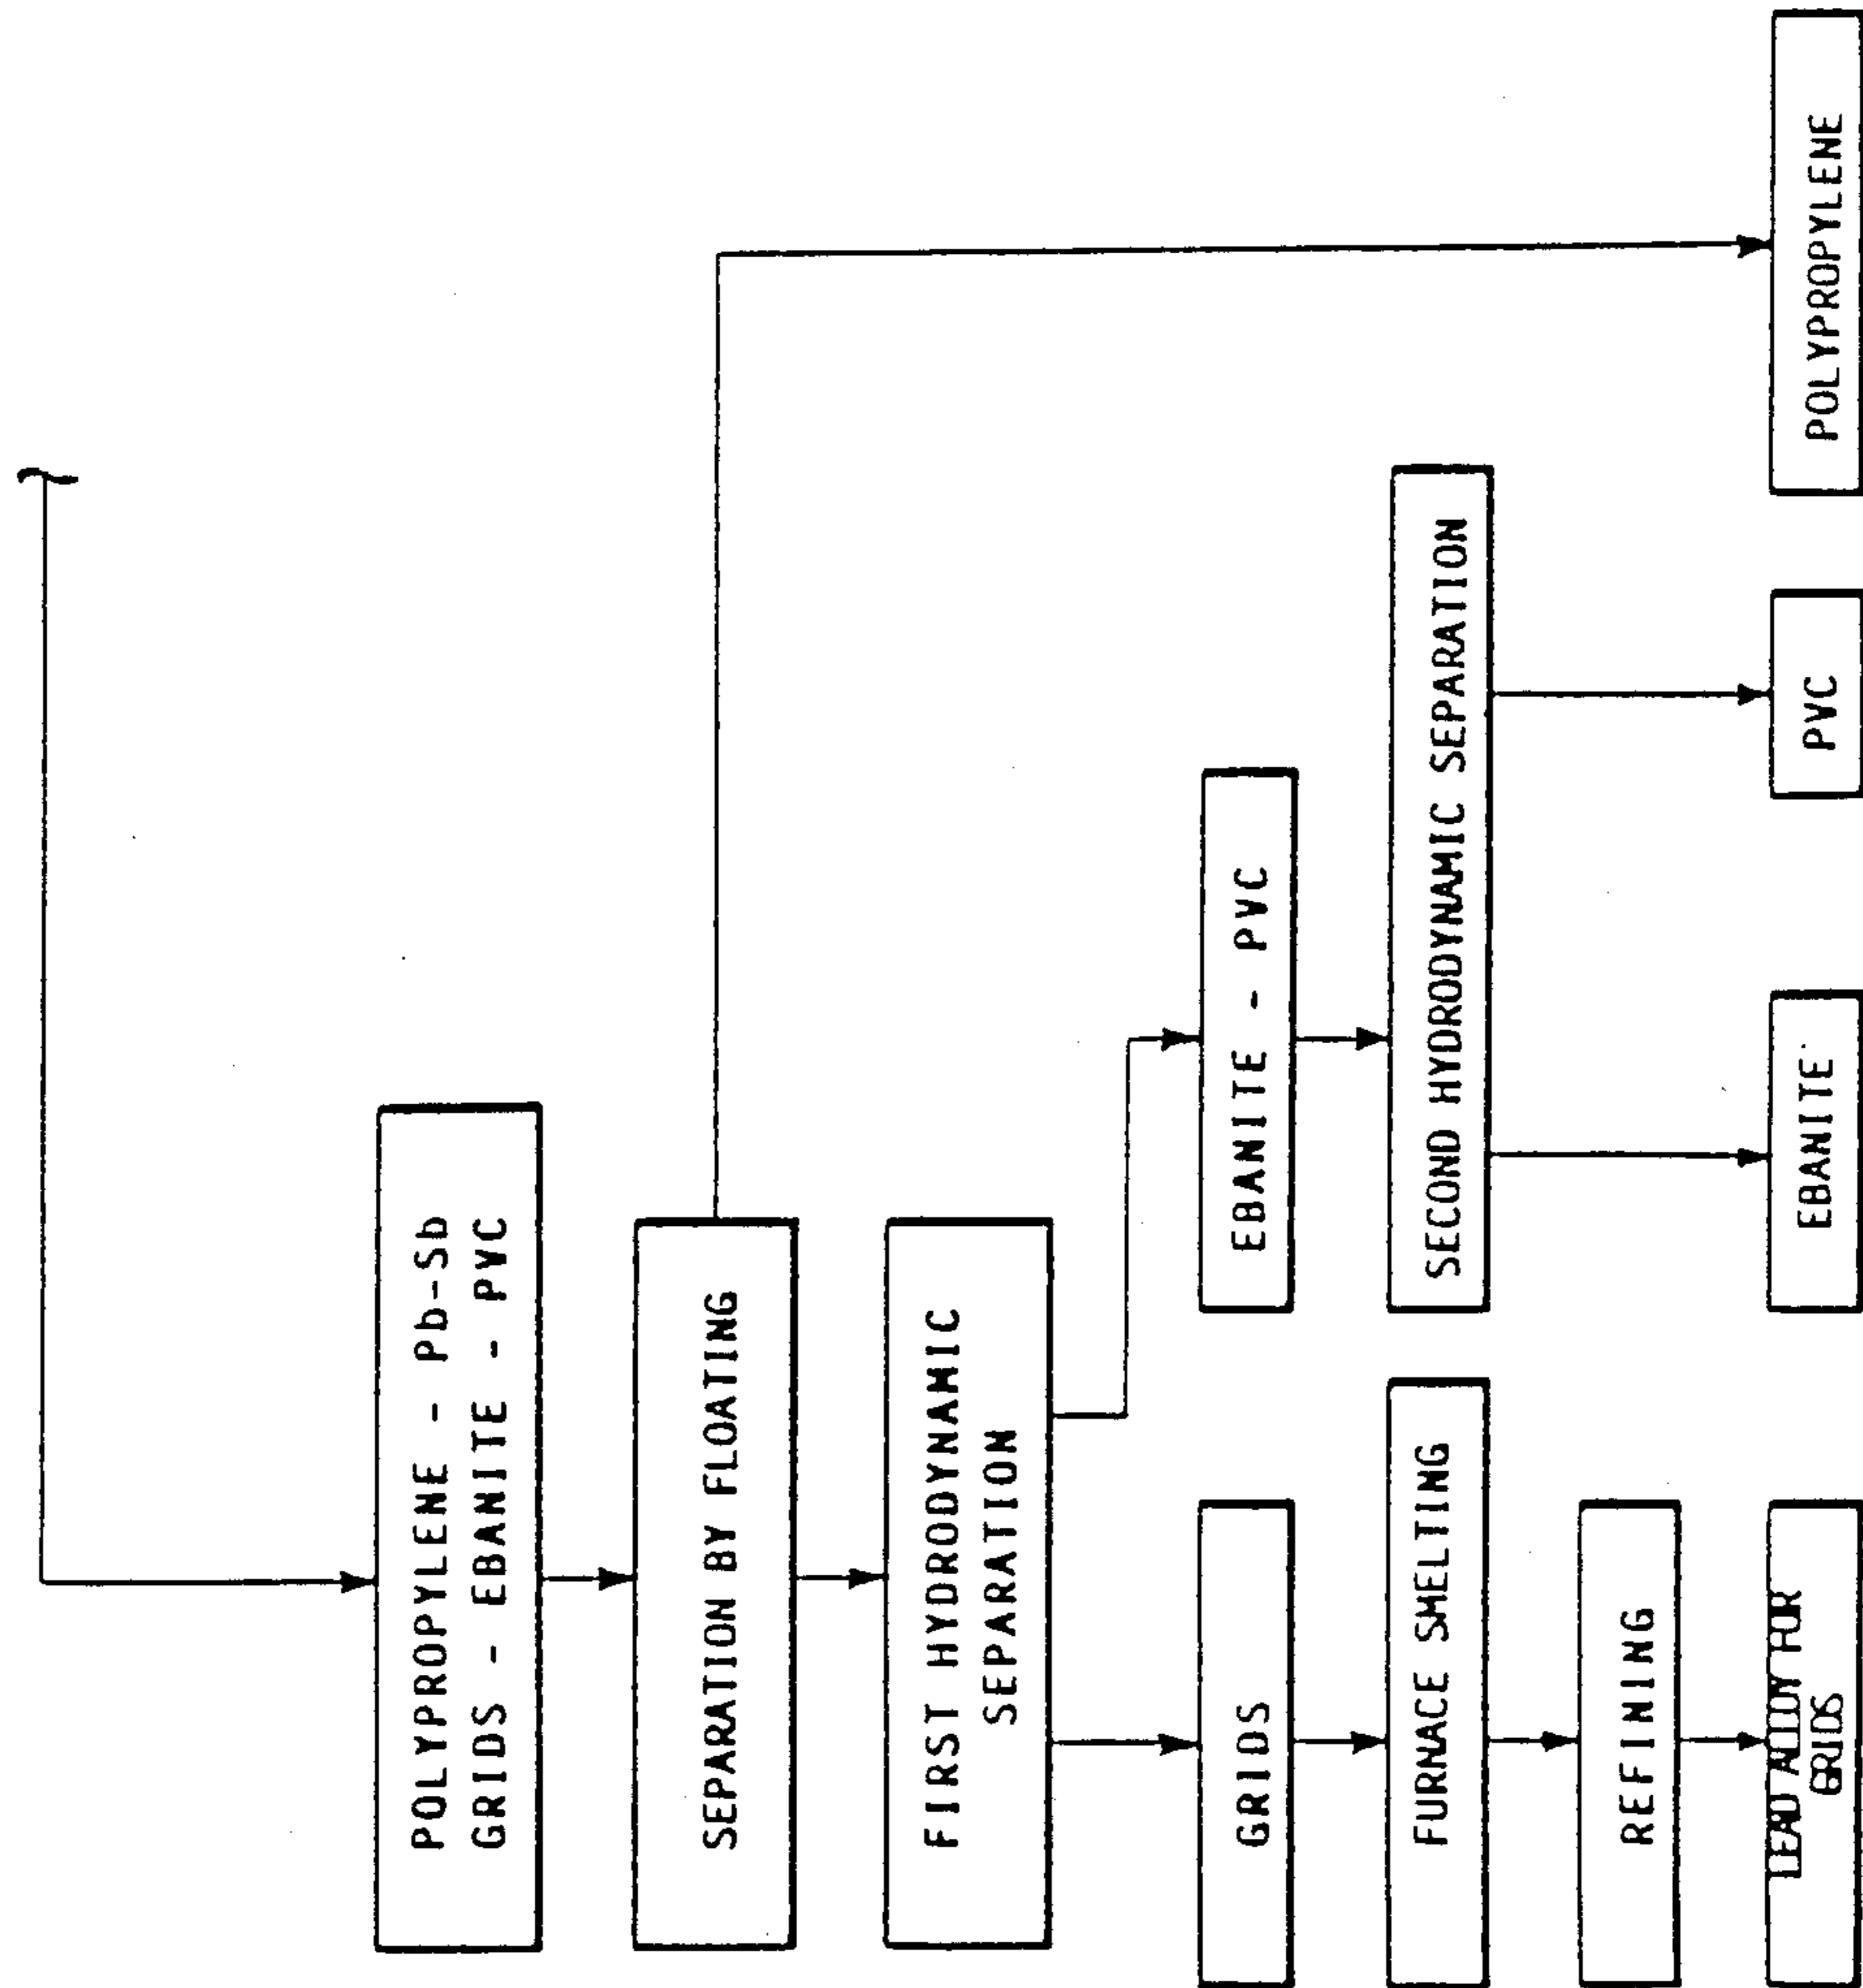 POLYPROPYLENE - Pb-Sb
GRIDS - EBANITE - PVC
SEPARATION BY FLOATING
FIRST HYDRODYNAMIC
SEPARATION
GRIDS
EBANITE - PVC
FURNACE SMELTING
SECOND HYDRODYNAMIC SEPARATION
REFINING
LEAD ALLOY FOR
GRIDS
EBANITE
PVC
POLYPROPYLENE